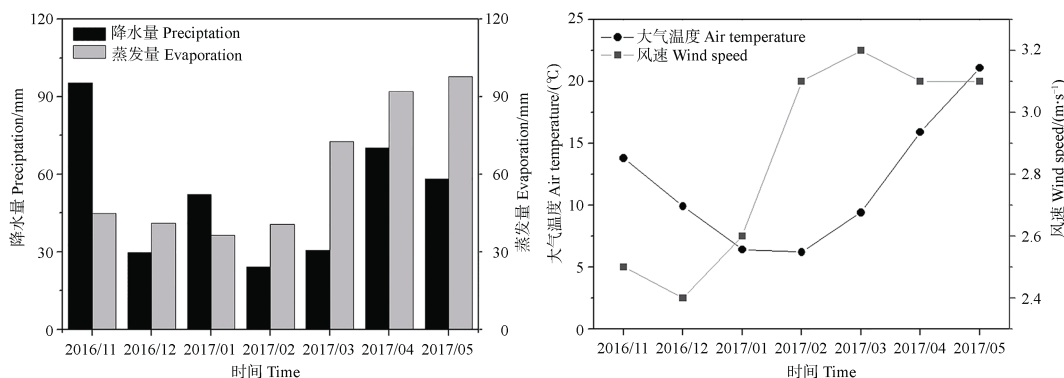 降水量 Preciptation
蒸发量 Evaporation
降水量 Preciptation/mm
120
90
60
30
0
蒸发量 Evaporation/mm
120
90
60
30
0
2016/11 2016/12 2017/01 2017/02 2017/03 2017/04 2017/05
时间 Time
大气温度 Air temperature
风速 Wind speed
大气温度 Air temperature/(℃)
25
20
15
10
5
0
风速 Wind speed/(m·s⁻¹)
3.2
3.0
2.8
2.6
2.4
2016/11 2016/12 2017/01 2017/02 2017/03 2017/04 2017/05
时间 Time